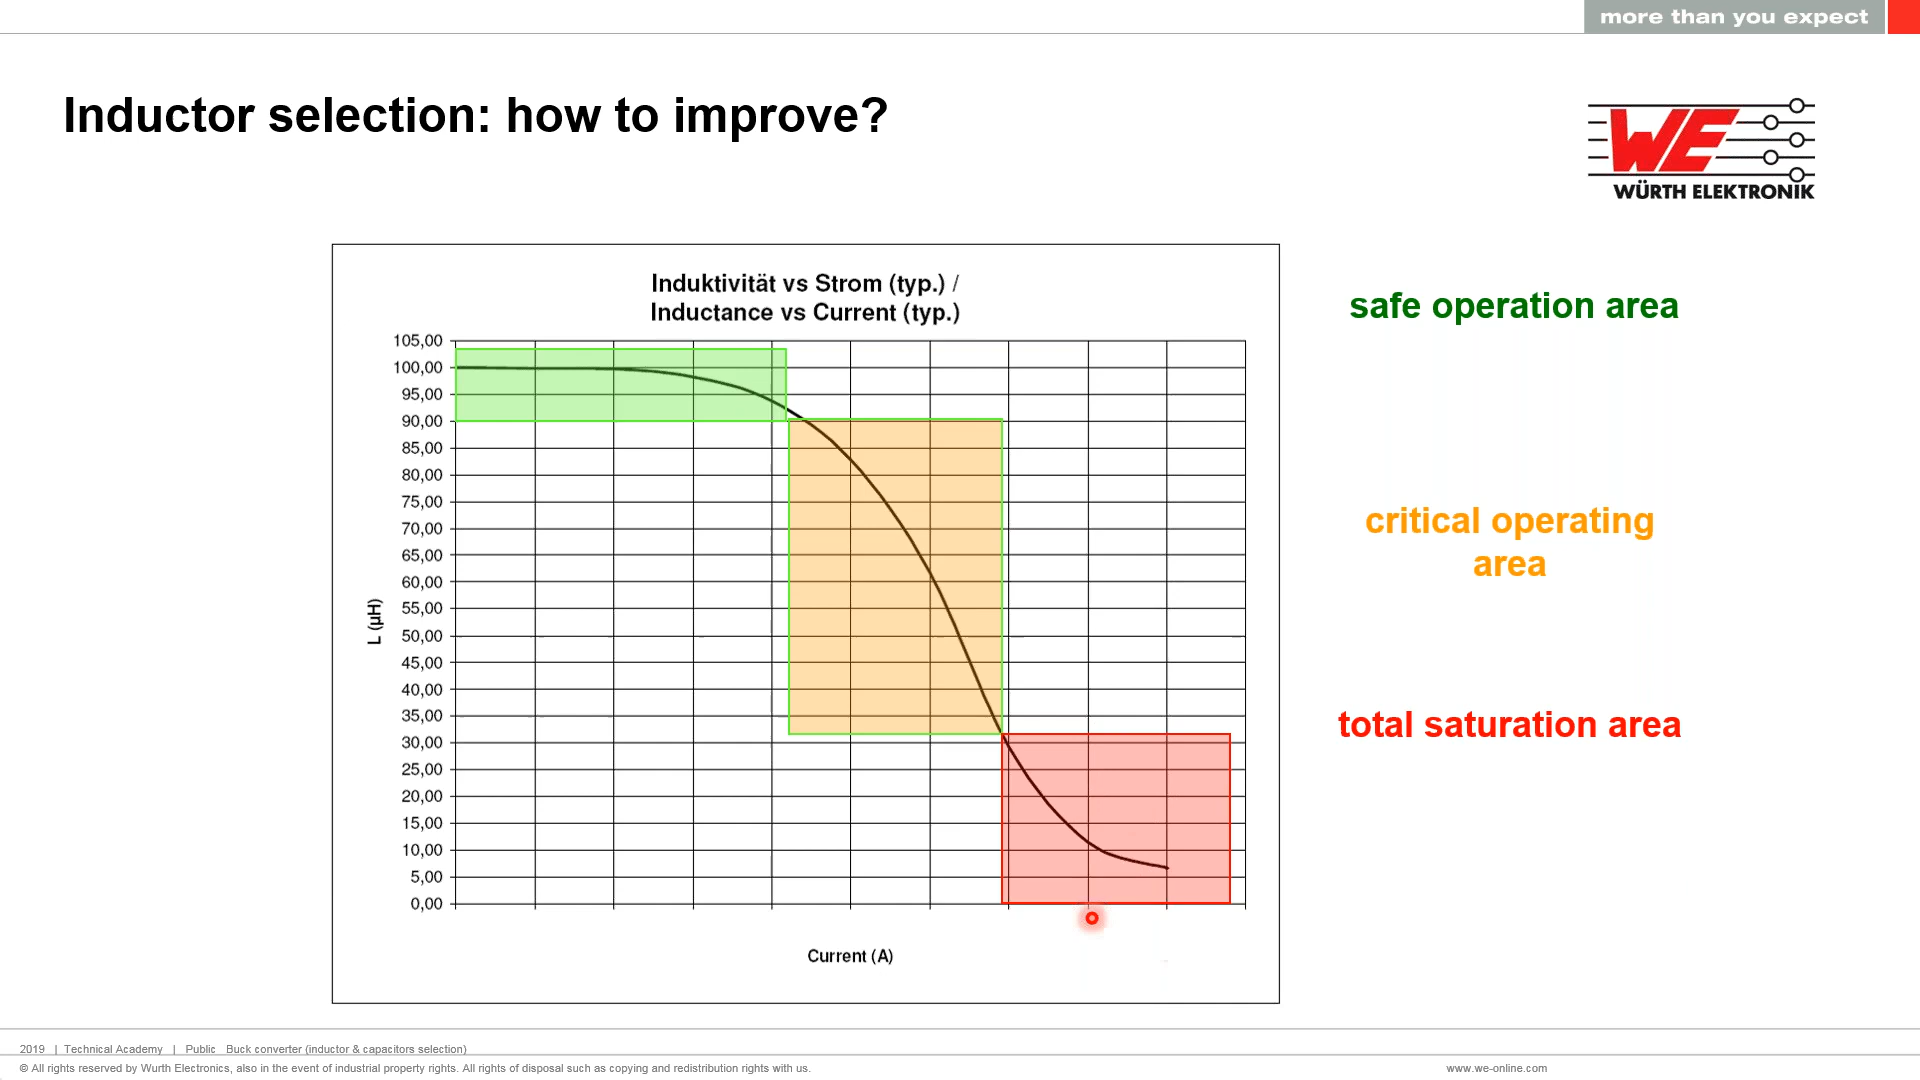 more than you expect
Inductor selection: how to improve?
WE
WÜRTH ELEKTRONIK
Induktivität vs Strom (typ.) /
Inductance vs Current (typ.)
safe operation area
105,00
100,00
95,00
90,00
85,00
80,00
75,00
70,00
65,00
60,00
55,00
50,00
45,00
40,00
35,00
30,00
25,00
20,00
15,00
10,00
5,00
0,00
L (µH)
Current (A)
critical operating
area
total saturation area
2019 | Technical Academy | Public Buck converter (inductor & capacitors selection)
© All rights reserved by Wurth Electronics, also in the event of industrial property rights. All rights of disposal such as copying and redistribution rights with us.
www.we-online.com